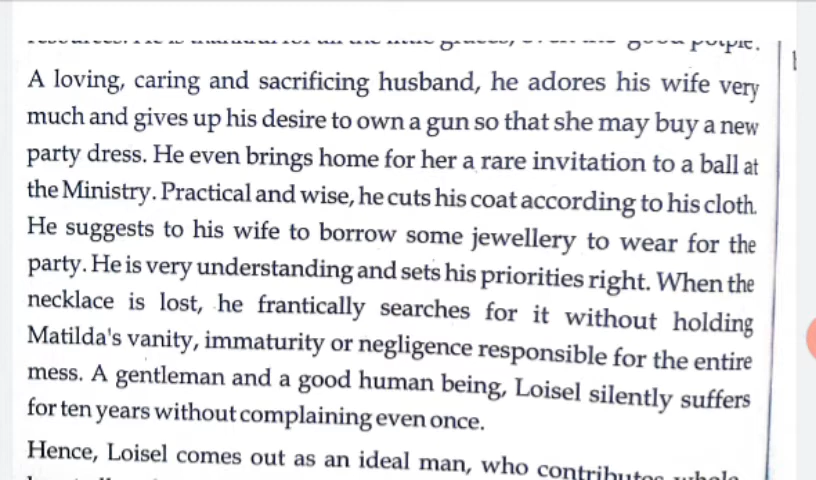 good potpie.
A loving, caring and sacrificing husband, he adores his wife very
much and gives up his desire to own a gun so that she may buy a new
party dress. He even brings home for her a rare invitation to a ball at
the Ministry. Practical and wise, he cuts his coat according to his cloth.
He suggests to his wife to borrow some jewellery to wear for the
party. He is very understanding and sets his priorities right. When the
necklace is lost, he frantically searches for it without holding
Matilda's vanity, immaturity or negligence responsible for the entire
mess. A gentleman and a good human being, Loisel silently suffers
for ten years without complaining even once.
Hence, Loisel comes out as an ideal man, who contributes